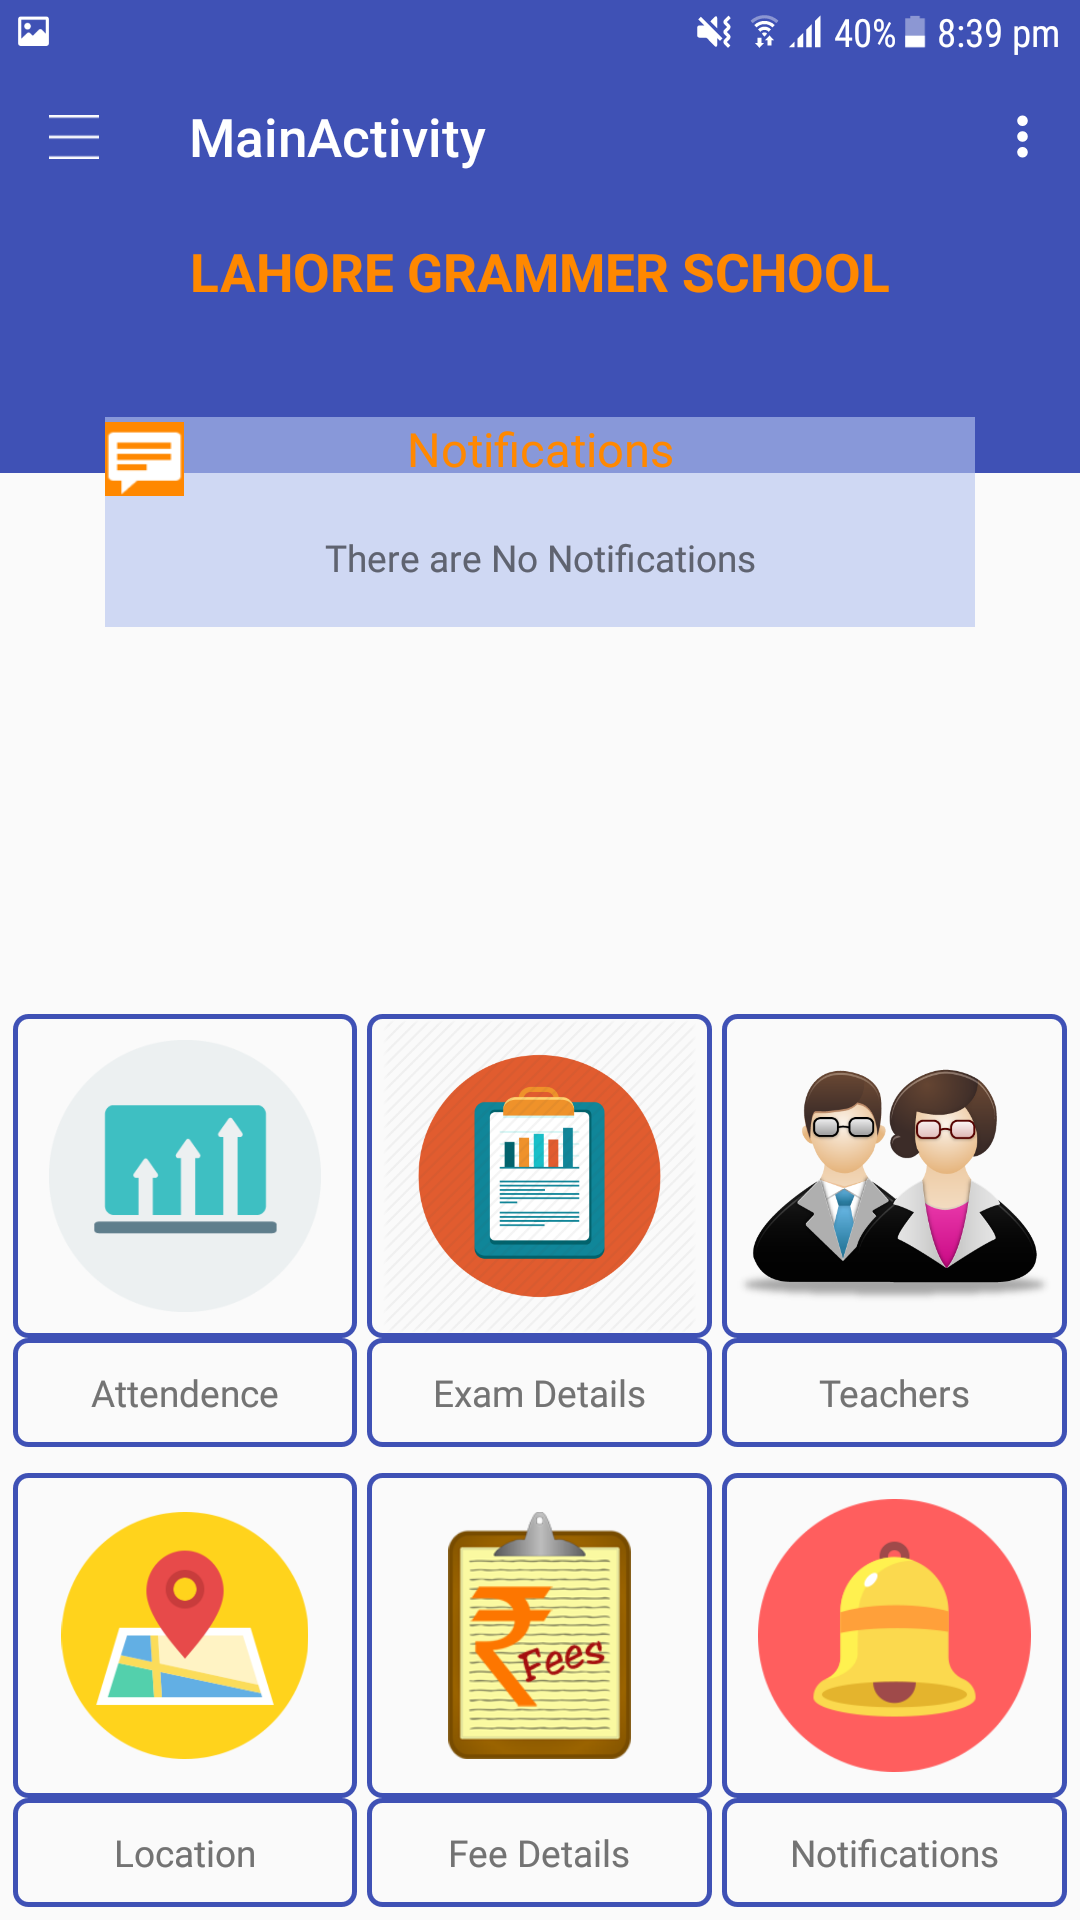 40% 8:39 pm
MainActivity
LAHORE GRAMMER SCHOOL
Notifications
There are No Notifications
Attendence
Exam Details
Teachers
₹ Fees
Location
Fee Details
Notifications